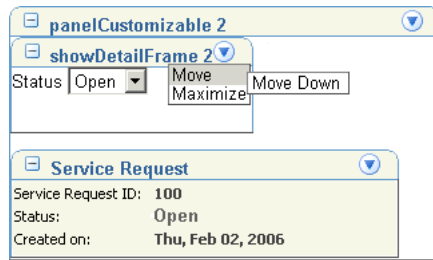 panelCustomizable 2
showDetailFrame 2
Status Open Move Move Down
Maximize
Service Request
Service Request ID: 100
Status: Open
Created on: Thu, Feb 02, 2006